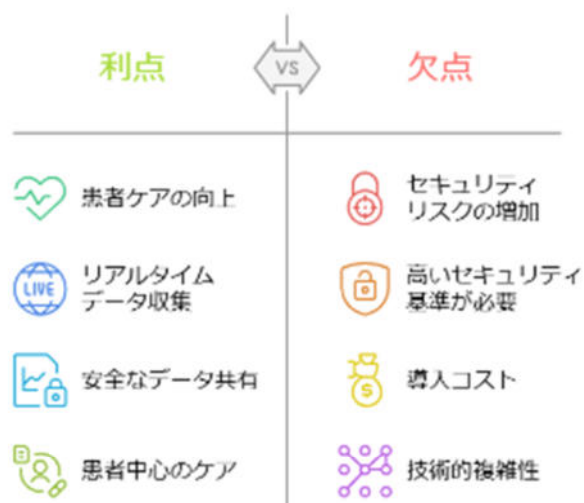 利点
VS
欠点
患者ケアの向上
セキュリティ
リスクの増加
LIVE
リアルタイム
データ収集
高いセキュリティ
基準が必要
安全なデータ共有
$
導入コスト
患者中心のケア
技術的複雑性